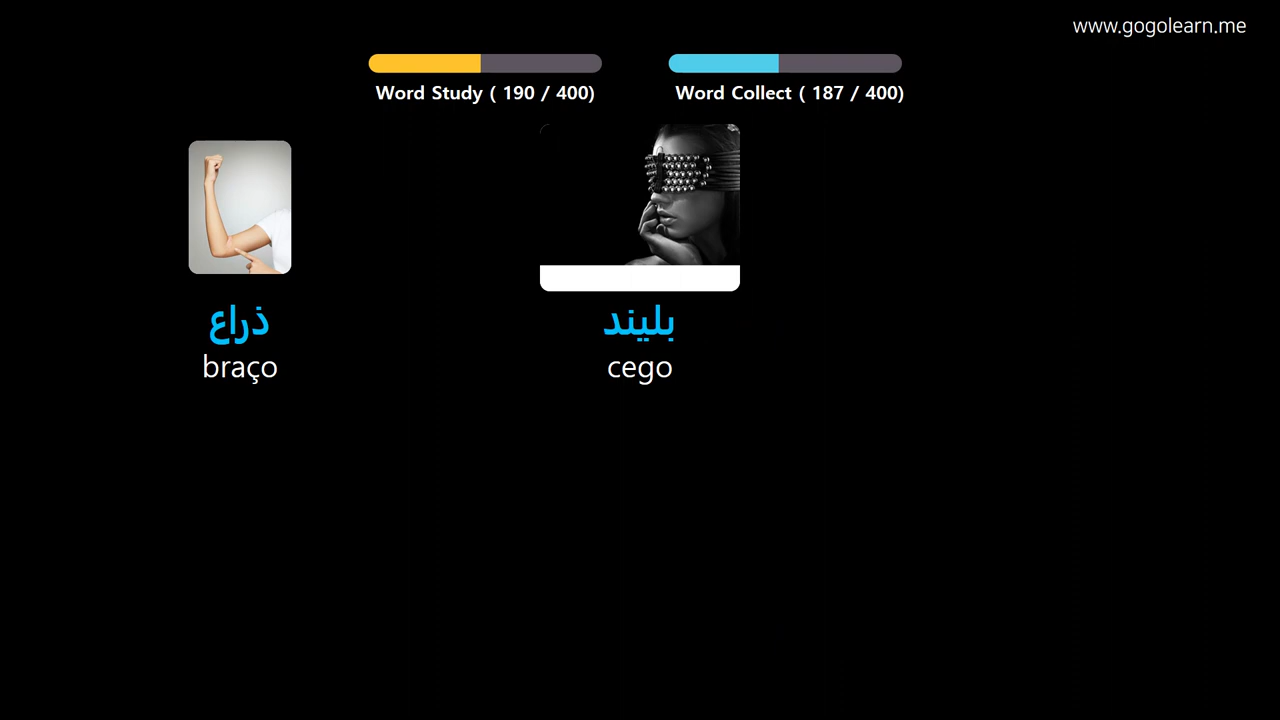 www.gogolearn.me
Word Study ( 190 / 400)
Word Collect ( 187 / 400)
ذراع
braço
بليند
cego